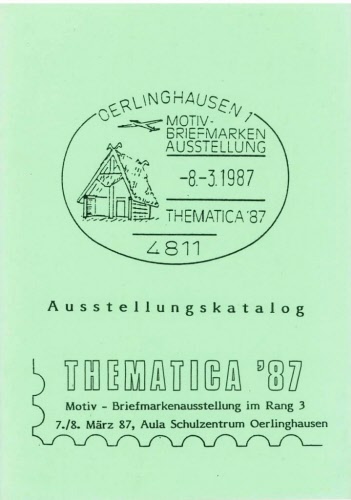 OERLINGHAUSEN 1
MOTIV-
BRIEFMARKEN
AUSSTELLUNG
-8.-3.1987
THEMATICA '87
4811
Ausstellungskatalog
THEMATICA '87
Motiv - Briefmarkenausstellung im Rang 3
7./8. März 87, Aula Schulzentrum Oerlinghausen